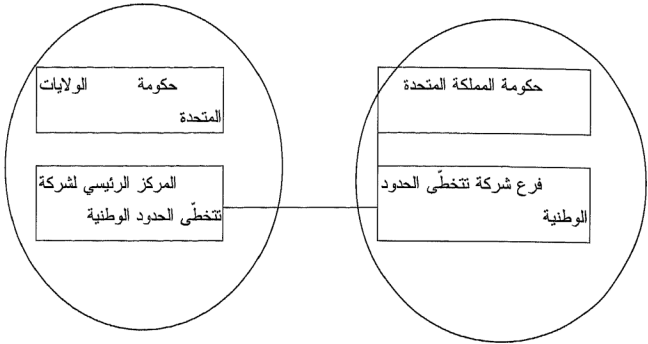 حكومة المملكة المتحدة
فرع شركة تتخطّى الحدود
الوطنية
حكومة الولايات
المتحدة
المركز الرئيسي لشركة
تتخطّى الحدود الوطنية